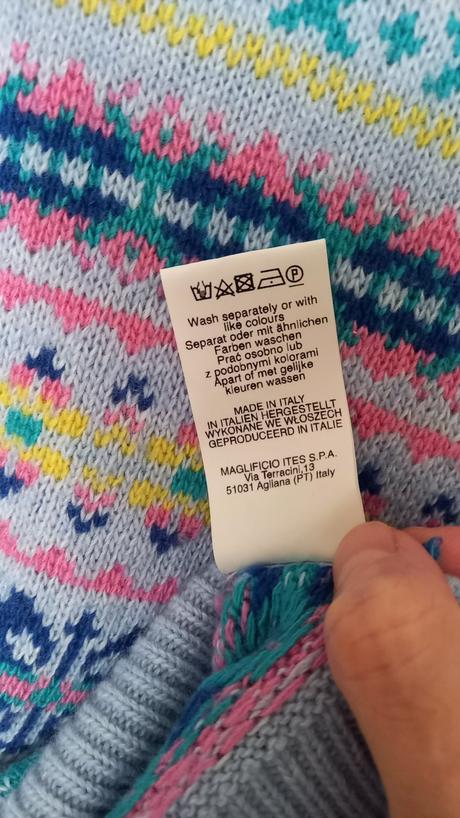 P
Wash separately or with
like colours
Separat oder mit ähnlichen
Farben waschen
Prać osobno lub
z podobnymi kolorami
Apart of met gelijke
kleuren wassen
MADE IN ITALY
IN ITALIEN HERGESTELLT
WYKONANE WE WŁOSZECH
GEPRODUCEERD IN ITALIE
MAGLIFICIO ITES S.P.A.
Via Terracini,13
51031 Agliana (PT) Italy